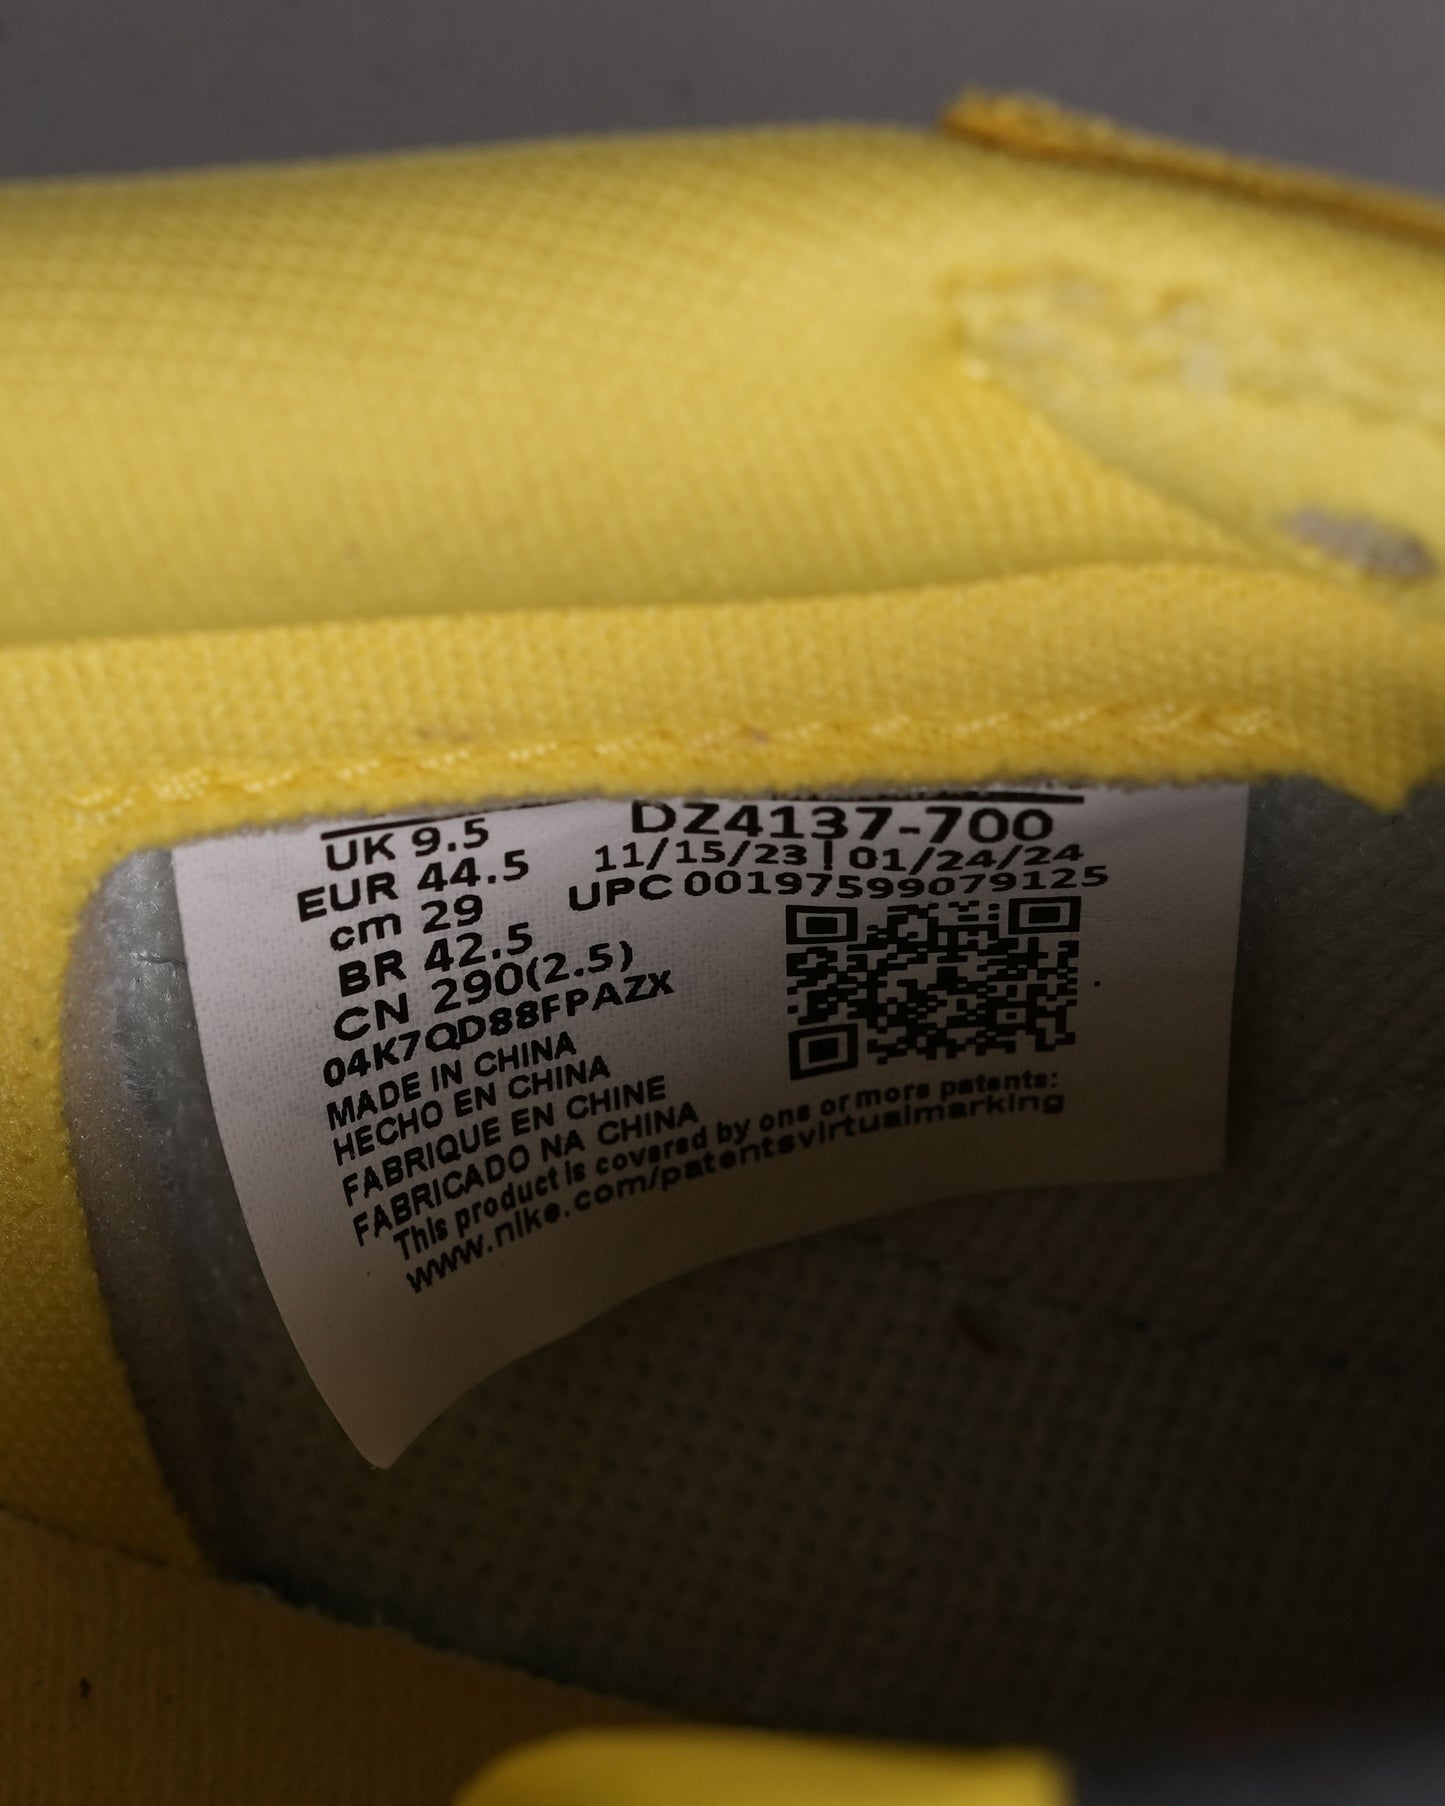 UK 9.5
EUR 44.5
cm 29
BR 42.5
CN 290(2.5)
04K7QD88FPAZX
MADE IN CHINA
HECHO EN CHINA
FABRIQUE EN CHINE
FABRICADO NA CHINA
This product is covered by one or more patents:
www.nike.com/patentsvirtualmarking
DZ4137-700
11/15/23 | 01/24/24
UPC 00197599079125